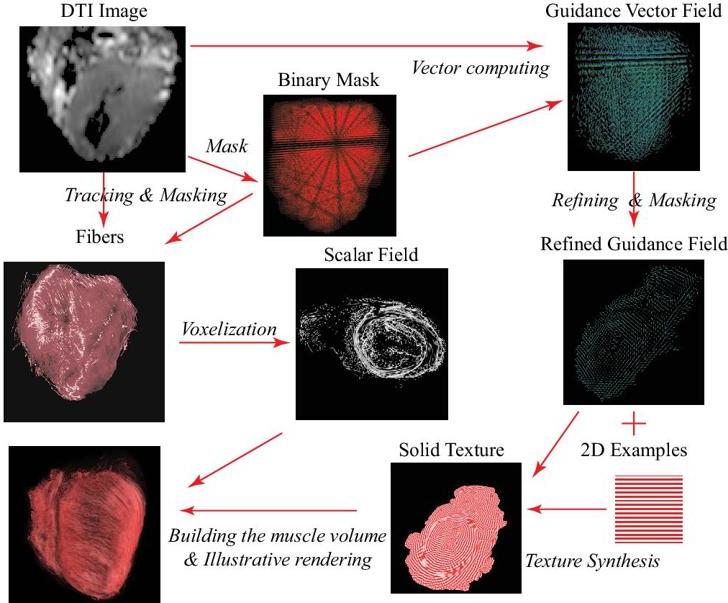 DTI Image
Guidance Vector Field
Vector computing
Binary Mask
Mask
Tracking & Masking
Refining & Masking
Fibers
Scalar Field
Refined Guidance Field
Voxelization
Solid Texture
2D Examples
Building the muscle volume
& Illustrative rendering
Texture Synthesis